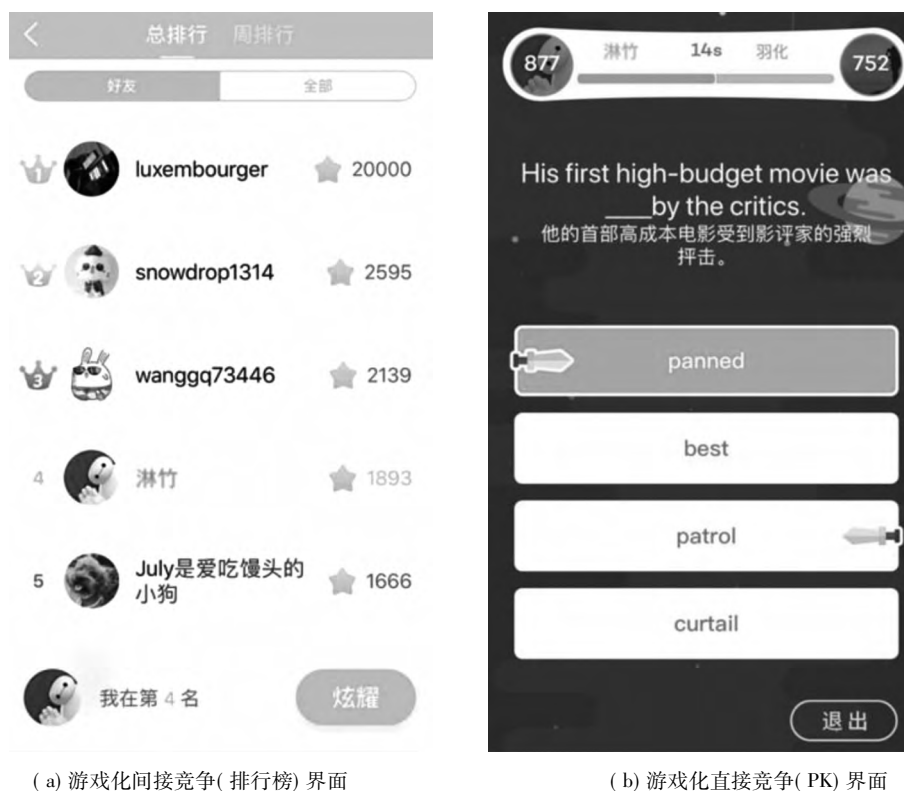 总排行 周排行
好友 全部
1 luxembourger 20000
2 snowdrop1314 2595
3 wanggq73446 2139
4 淋竹 1893
5 July是爱吃馒头的
小狗 1666
我在第 4 名 炫耀
(a) 游戏化间接竞争(排行榜) 界面
877 淋竹 14s 羽化 752
His first high-budget movie was
____by the critics.
他的首部高成本电影受到影评家的强烈
抨击。
panned
best
patrol
curtail
退出
(b) 游戏化直接竞争(PK) 界面